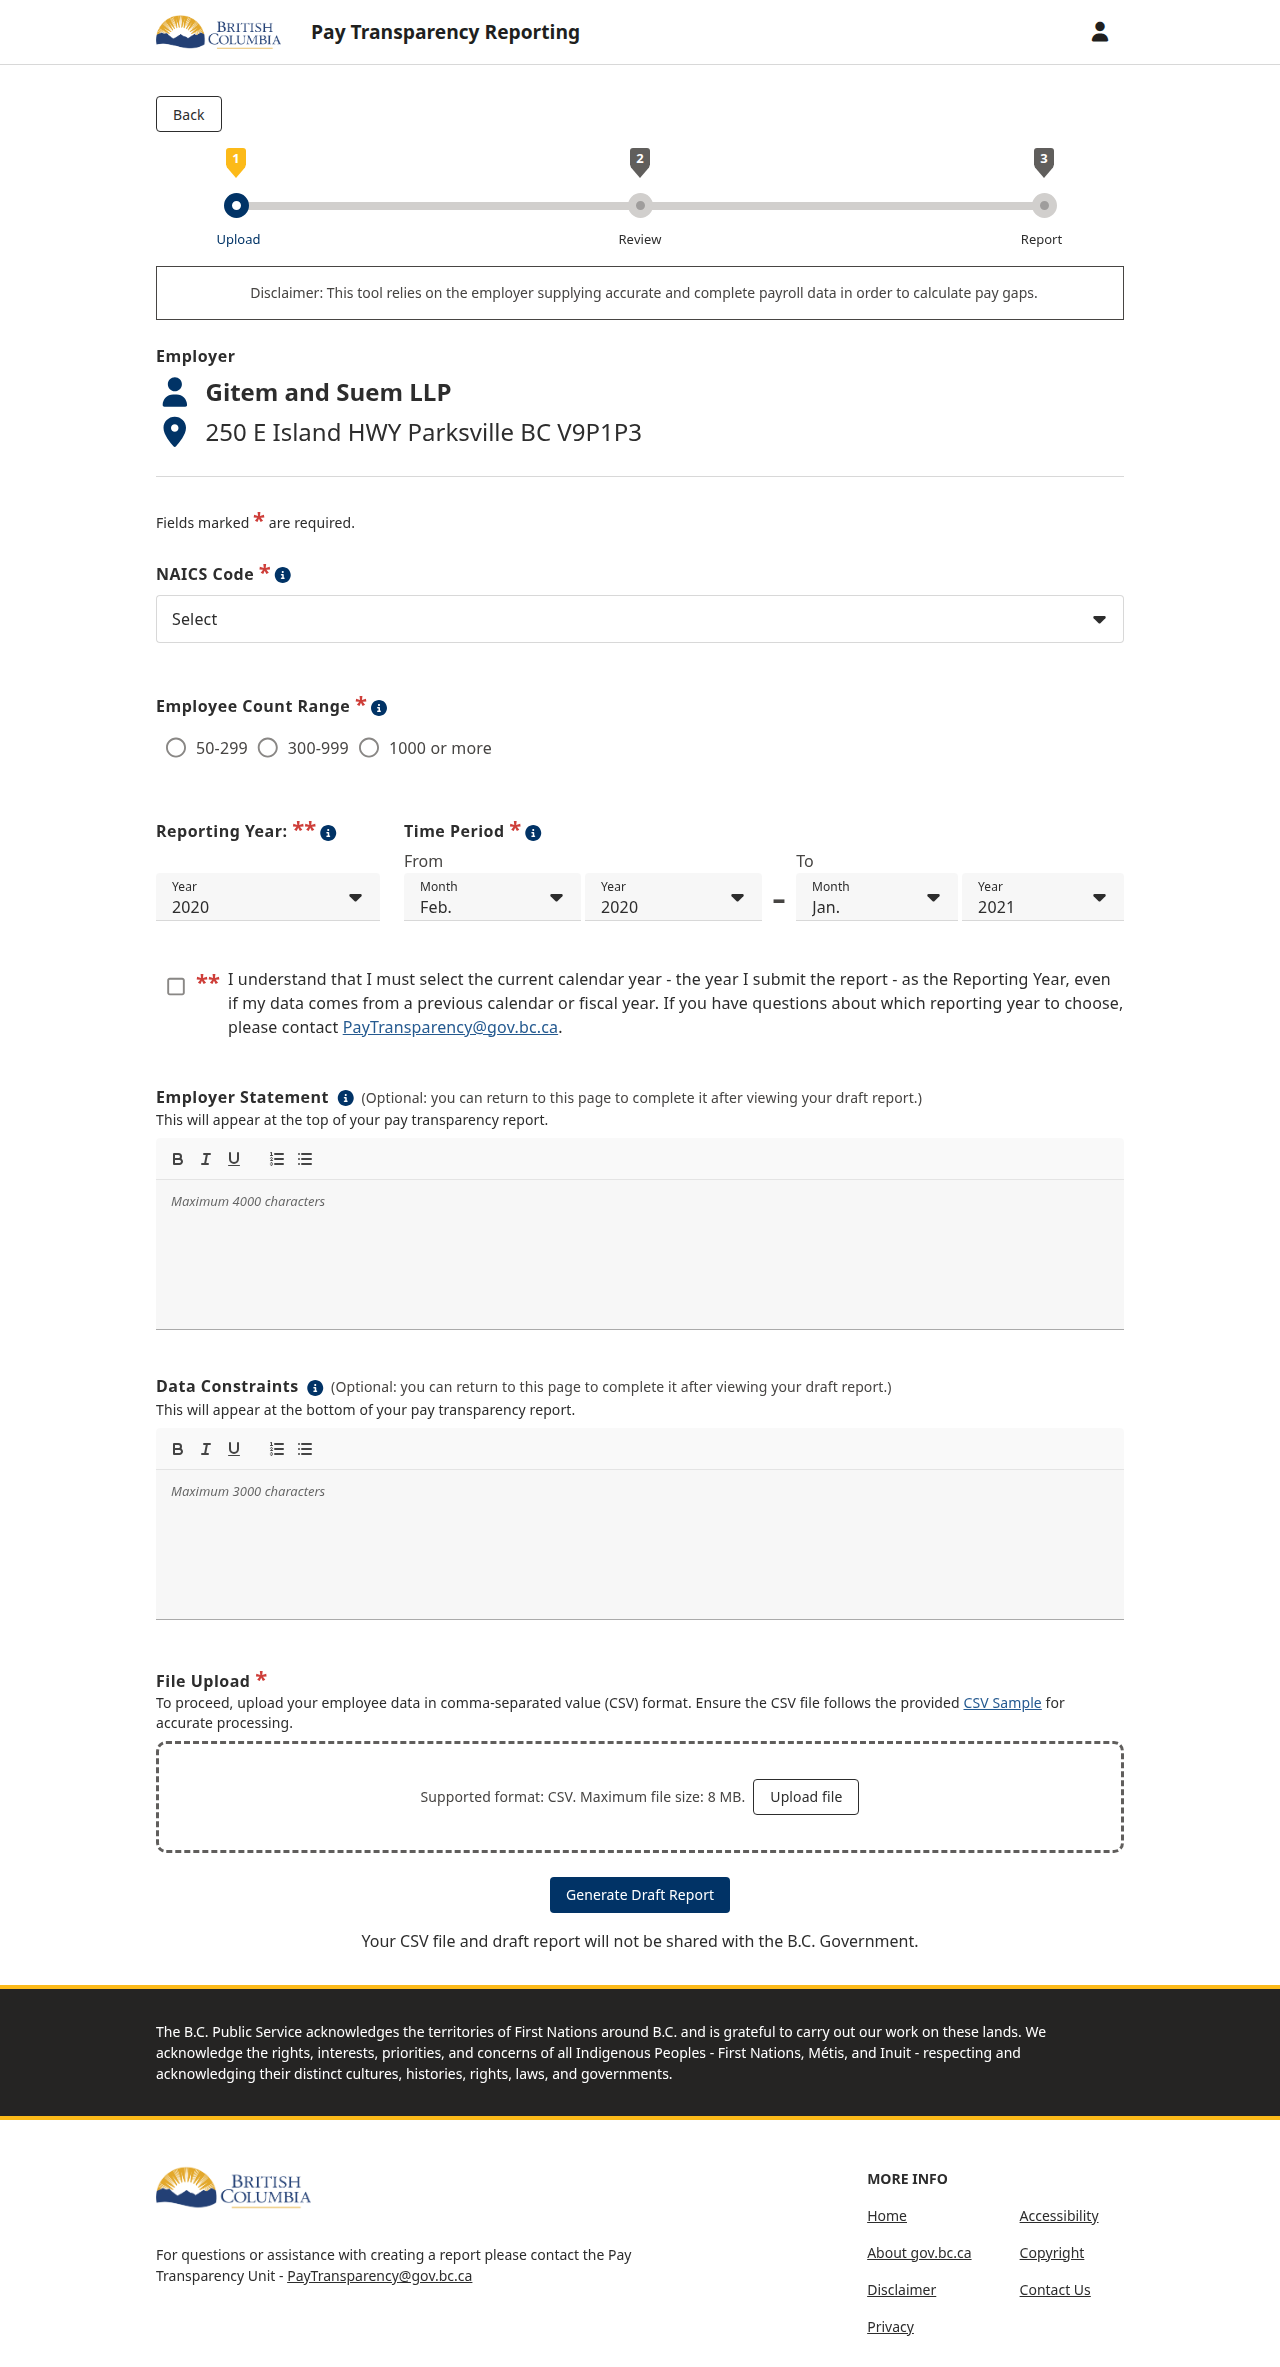 BRITISH
COLUMBIA
Pay Transparency Reporting
Back
1
2
3
Upload
Review
Report
Disclaimer: This tool relies on the employer supplying accurate and complete payroll data in order to calculate pay gaps.
Employer
Gitem and Suem LLP
250 E Island HWY Parksville BC V9P1P3
Fields marked * are required.
NAICS Code *
Select
Employee Count Range *
50-299 300-999 1000 or more
Reporting Year: ** Time Period *
From To
Year Month Year Month Year
2020 Feb. 2020 – Jan. 2021
** I understand that I must select the current calendar year - the year I submit the report - as the Reporting Year, even
if my data comes from a previous calendar or fiscal year. If you have questions about which reporting year to choose,
please contact PayTransparency@gov.bc.ca.
Employer Statement (Optional: you can return to this page to complete it after viewing your draft report.)
This will appear at the top of your pay transparency report.
B I U
Maximum 4000 characters
Data Constraints (Optional: you can return to this page to complete it after viewing your draft report.)
This will appear at the bottom of your pay transparency report.
B I U
Maximum 3000 characters
File Upload *
To proceed, upload your employee data in comma-separated value (CSV) format. Ensure the CSV file follows the provided CSV Sample for
accurate processing.
Supported format: CSV. Maximum file size: 8 MB. Upload file
Generate Draft Report
Your CSV file and draft report will not be shared with the B.C. Government.
The B.C. Public Service acknowledges the territories of First Nations around B.C. and is grateful to carry out our work on these lands. We
acknowledge the rights, interests, priorities, and concerns of all Indigenous Peoples - First Nations, Métis, and Inuit - respecting and
acknowledging their distinct cultures, histories, rights, laws, and governments.
BRITISH
COLUMBIA
For questions or assistance with creating a report please contact the Pay
Transparency Unit - PayTransparency@gov.bc.ca
MORE INFO
Home Accessibility
About gov.bc.ca Copyright
Disclaimer Contact Us
Privacy